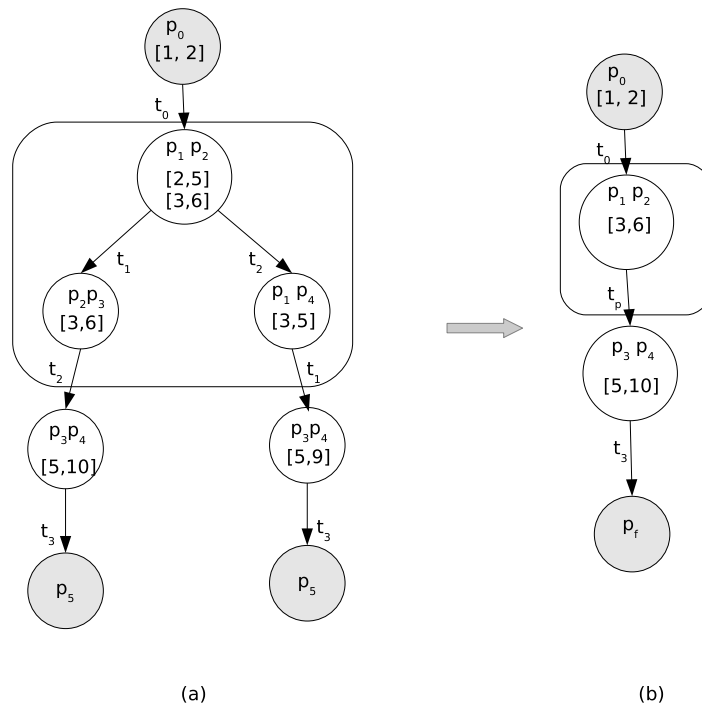 p₀
[1, 2]
t₀
p₁ p₂
[2,5]
[3,6]
t₁
t₂
p₂p₃
[3,6]
p₁ p₄
[3,5]
t₂
t₁
p₃p₄
[5,10]
p₃p₄
[5,9]
t₃
t₃
p₅
p₅
(a)
p₀
[1, 2]
t₀
p₁ p₂
[3,6]
tₚ
p₃ p₄
[5,10]
t₃
p_f
(b)